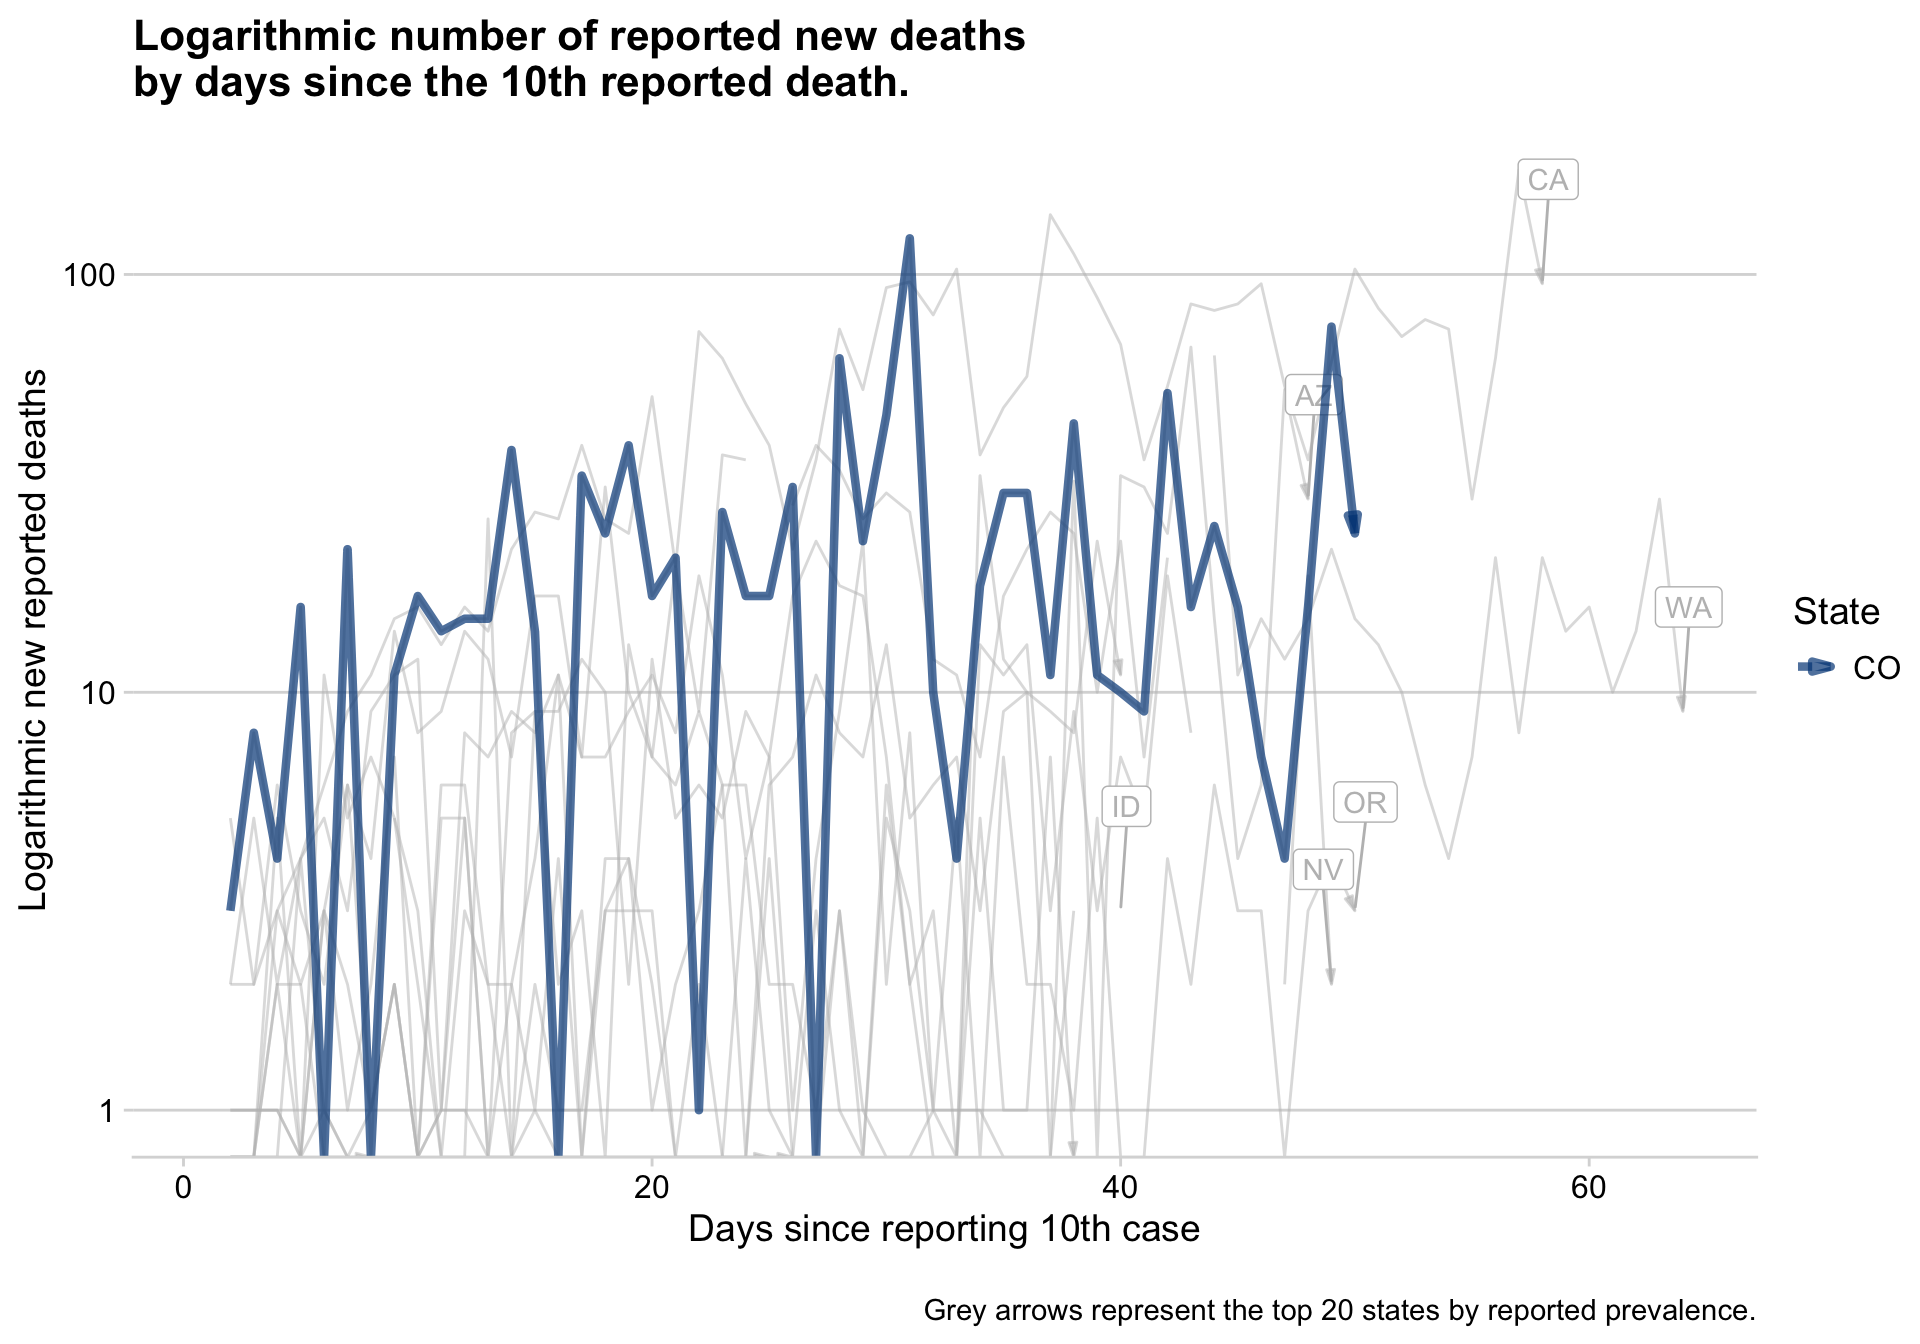 Logarithmic number of reported new deaths
by days since the 10th reported death.
Logarithmic new reported deaths
100
10
1
CA
AZ
WA
ID
OR
NV
State
CO
0
20
40
60
Days since reporting 10th case
Grey arrows represent the top 20 states by reported prevalence.